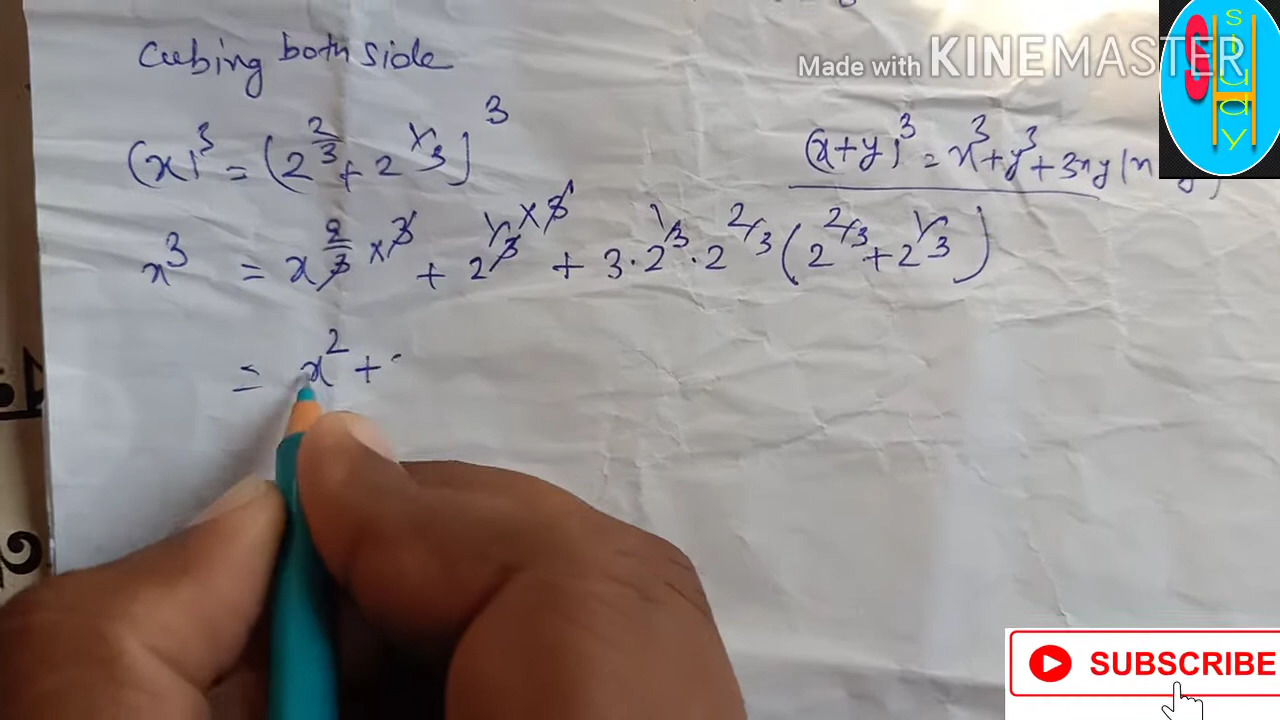 Cubing both side
Made with KINEMASTER
S
Study
(x)³ = (2^(2/3) + 2^(1/3))³
(x+y)³ = x³+y³+3xy(x
x³ = x^(2/3 × 3) + 2^(1/3 × 3) + 3·2^(1/3)·2^(2/3) (2^(2/3) + 2^(1/3))
= x² +
SUBSCRIBE